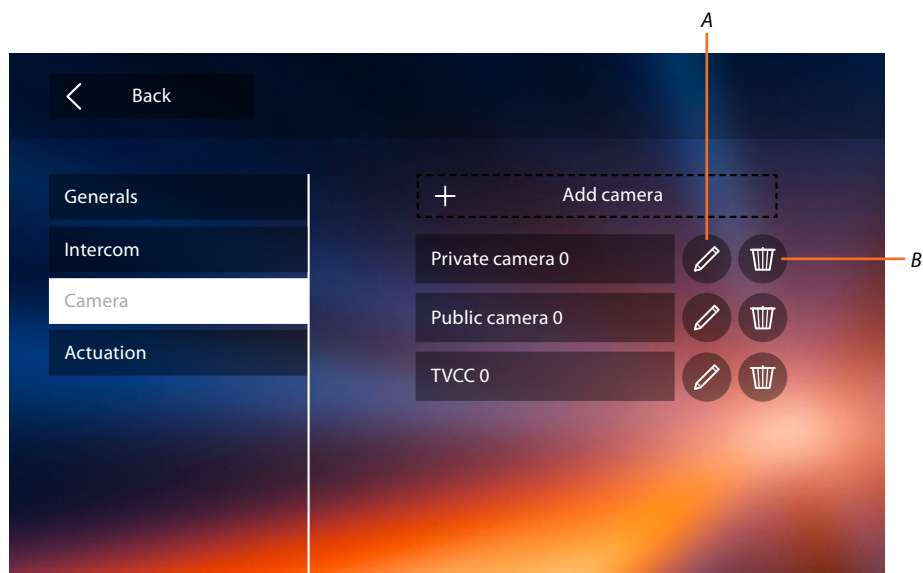 A
Back
Generals
Add camera
Intercom
Private camera 0
B
Camera
Public camera 0
Actuation
TVCC 0